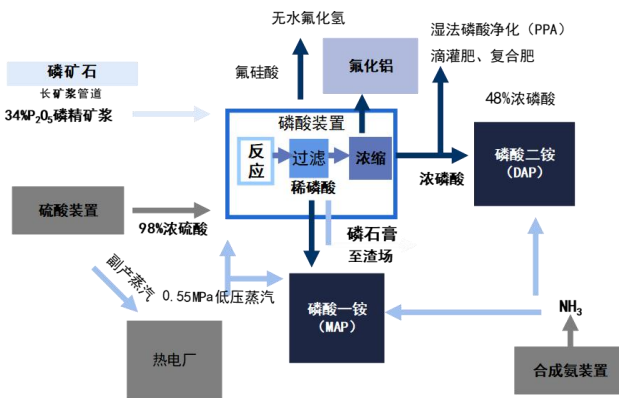 无水氟化氢
湿法磷酸净化（PPA）
滴灌肥、复合肥
氟硅酸
氟化铝
磷矿石
长矿浆管道
34%P₂O₅磷精矿浆
48%浓磷酸
磷酸装置
反应
过滤
浓缩
稀磷酸
浓磷酸
磷酸二铵
（DAP）
硫酸装置
98%浓硫酸
磷石膏
至渣场
副产蒸汽
0.55MPa低压蒸汽
磷酸一铵
（MAP）
NH₃
热电厂
合成氨装置